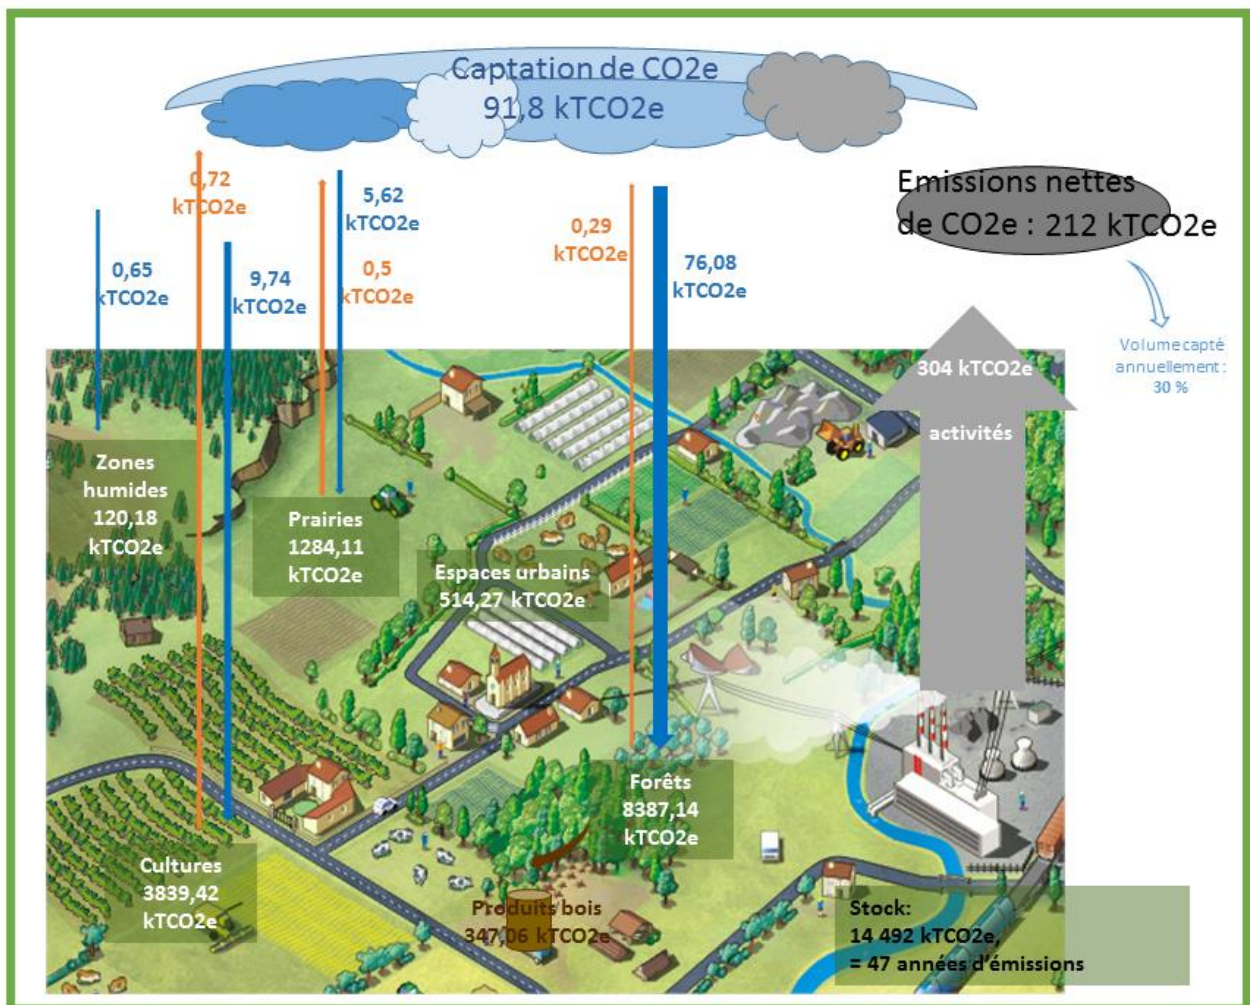 Captation de CO2e
91,8 kTCO2e
0,72
kTCO2e
5,62
kTCO2e
0,29
kTCO2e
Emissions nettes
de CO2e : 212 kTCO2e
0,65
kTCO2e
9,74
kTCO2e
0,5
kTCO2e
76,08
kTCO2e
Volume capté
annuellement :
30 %
304 kTCO2e
activités
Zones
humides
120,18
kTCO2e
Prairies
1284,11
kTCO2e
Espaces urbains
514,27 kTCO2e
Forêts
8387,14
kTCO2e
Cultures
3839,42
kTCO2e
Produits bois
347,06 kTCO2e
Stock:
14 492 kTCO2e,
= 47 années d'émissions